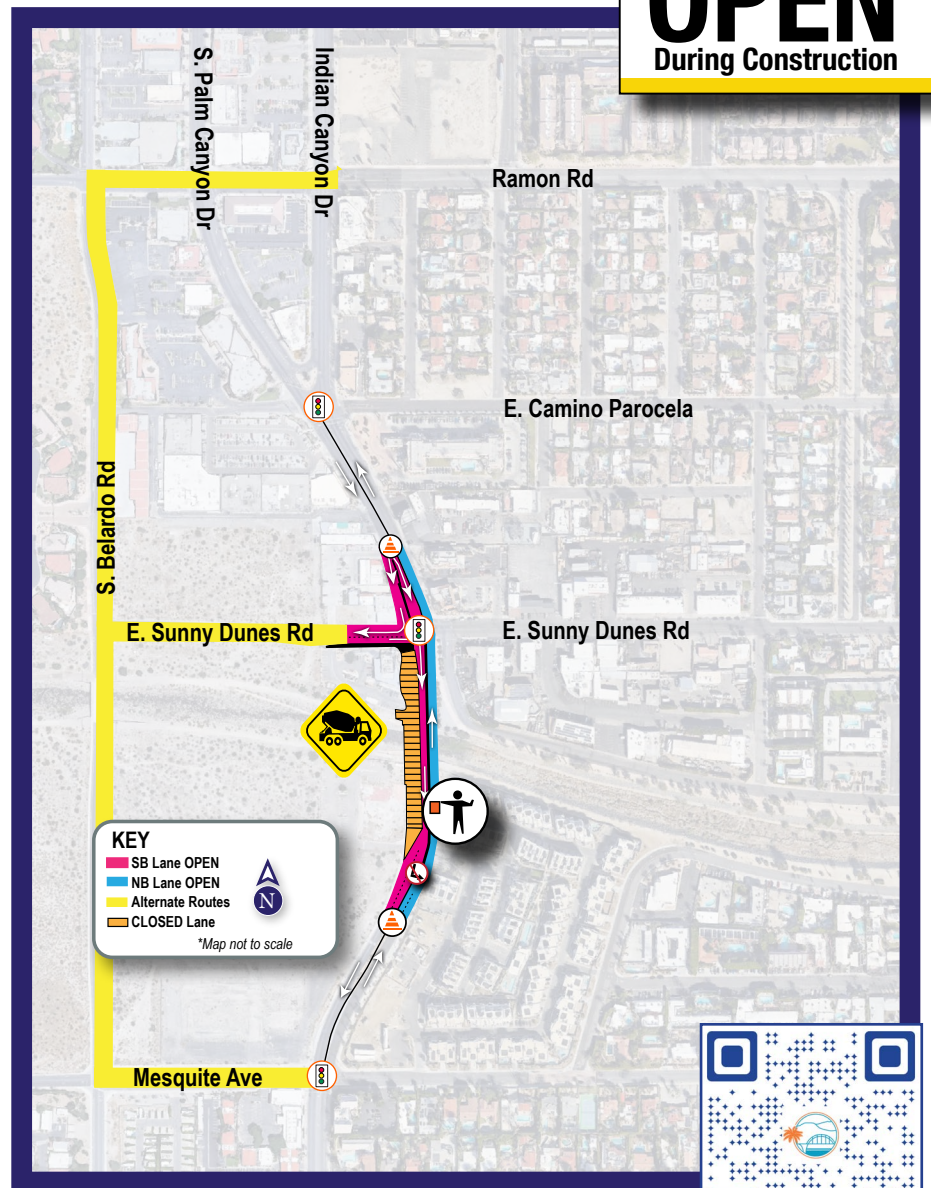 OPEN
During Construction
S. Palm Canyon Dr
Indian Canyon Dr
Ramon Rd
E. Camino Parocela
S. Belardo Rd
E. Sunny Dunes Rd
E. Sunny Dunes Rd
KEY
SB Lane OPEN
NB Lane OPEN
Alternate Routes
CLOSED Lane
N
*Map not to scale
Mesquite Ave